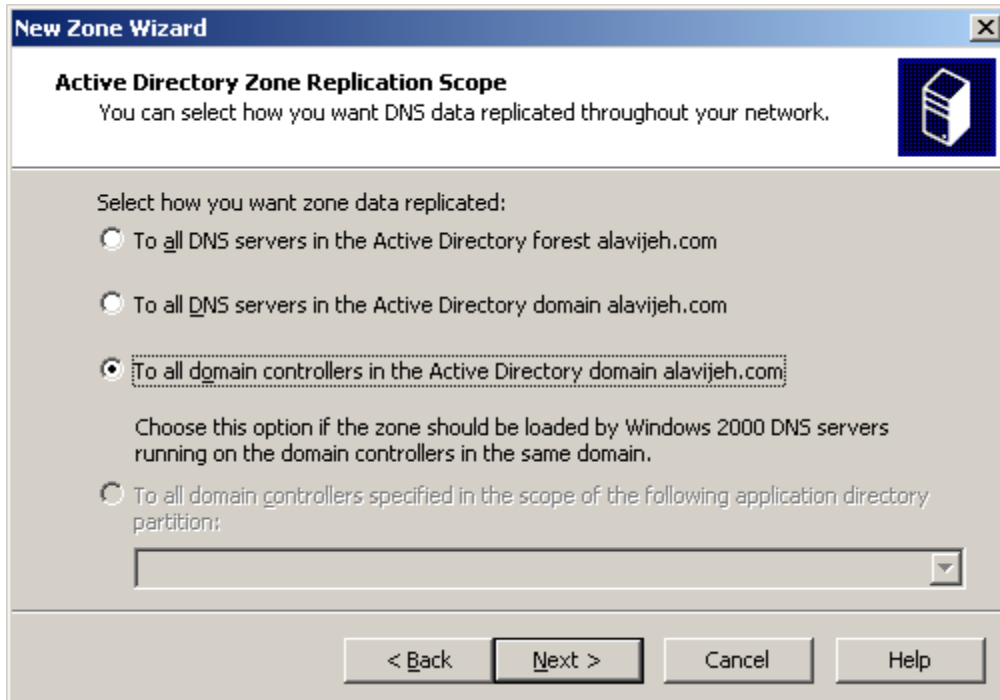 New Zone Wizard
Active Directory Zone Replication Scope
You can select how you want DNS data replicated throughout your network.
Select how you want zone data replicated:
To all DNS servers in the Active Directory forest alavijeh.com
To all DNS servers in the Active Directory domain alavijeh.com
To all domain controllers in the Active Directory domain alavijeh.com
Choose this option if the zone should be loaded by Windows 2000 DNS servers
running on the domain controllers in the same domain.
To all domain controllers specified in the scope of the following application directory
partition:
< Back Next > Cancel Help